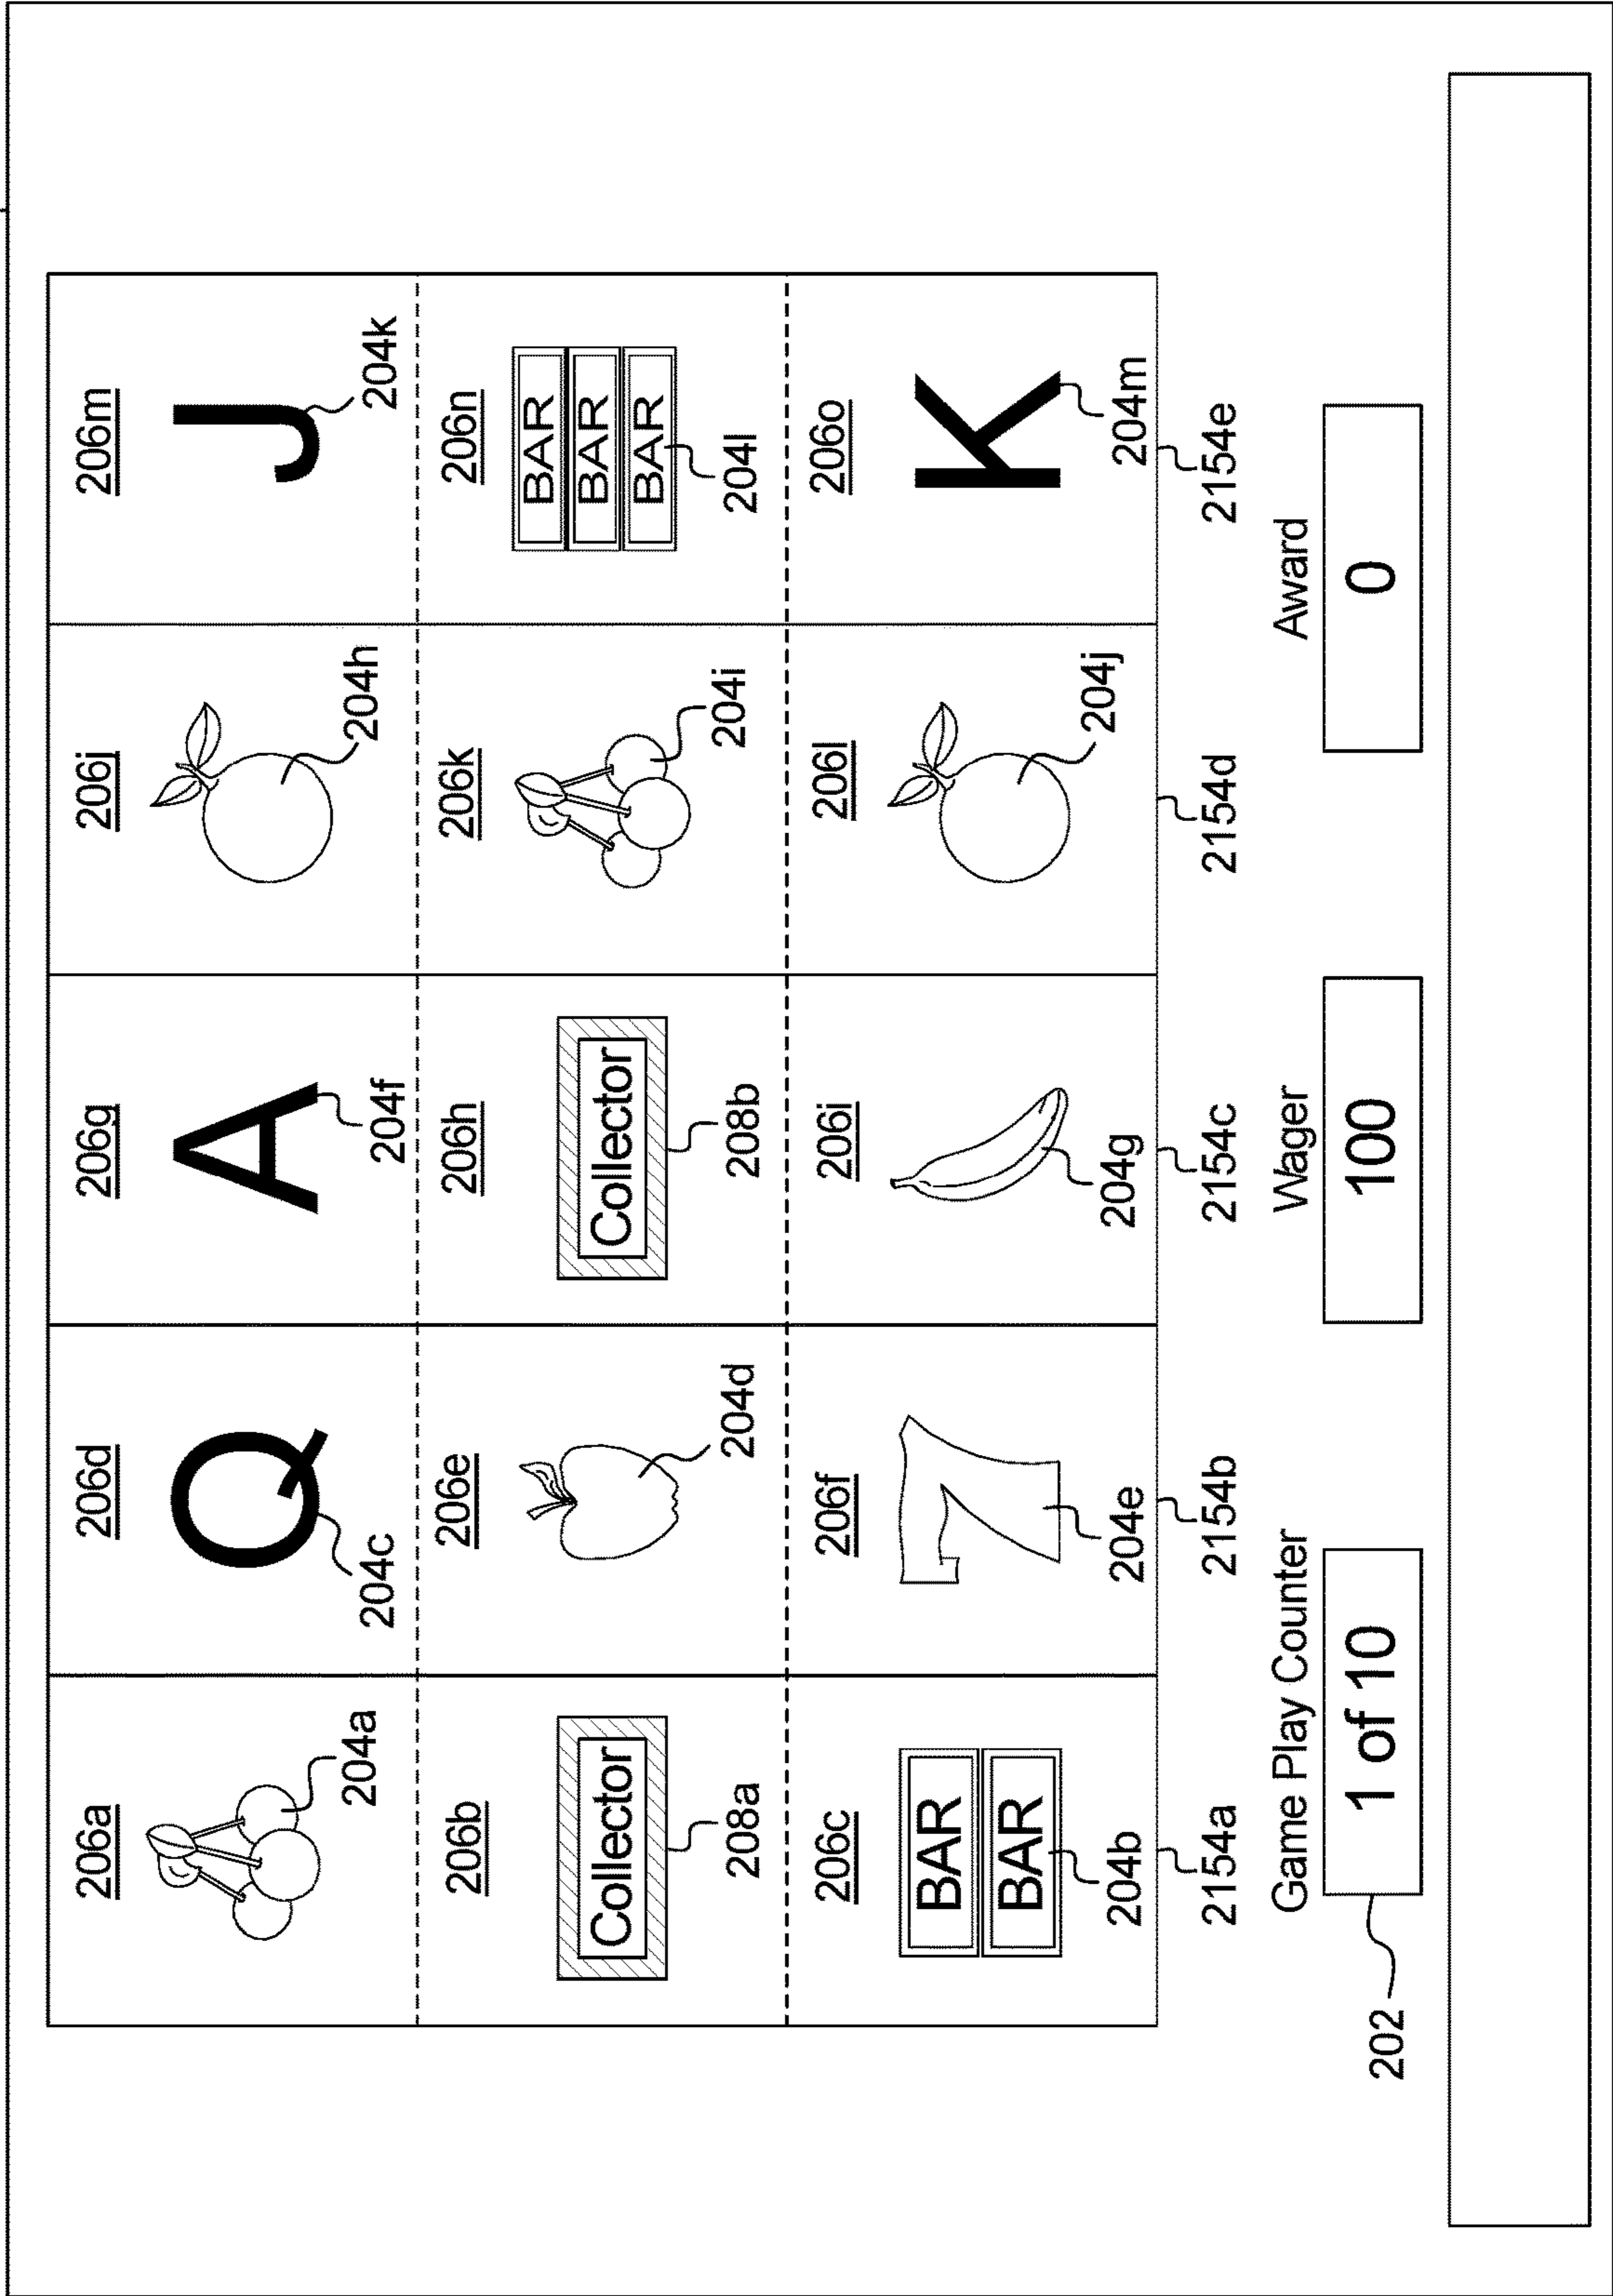 206a 206d 206g 206j 206m
Q A J
204a 204c 204f 204h 204k
206b 206e 206h 206k 206n
Collector Collector BAR
BAR
BAR
208a 204d 208b 204i 204l
206c 206f 206i 206l 206o
BAR 7 K
BAR
204b 204e 204g 204j 204m
2154a 2154b 2154c 2154d 2154e
Game Play Counter Wager Award
1 of 10 100 0
202